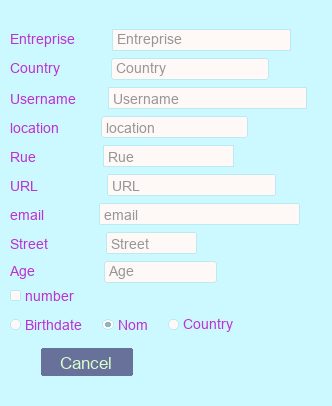 Entreprise Entreprise
Country Country
Username Username
location location
Rue Rue
URL URL
email email
Street Street
Age Age
number
Birthdate Nom Country
Cancel